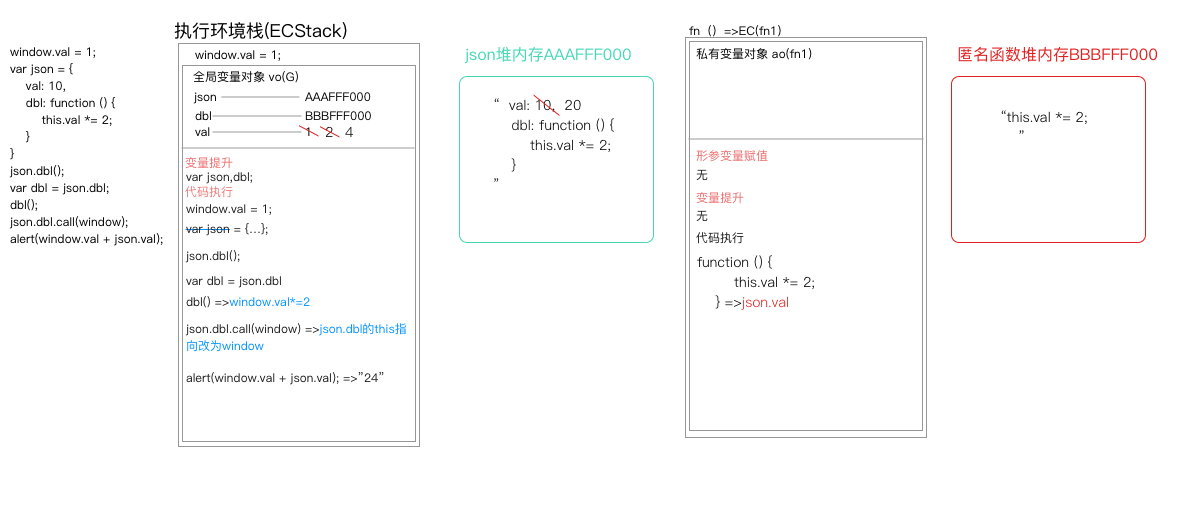 window.val = 1;
var json = {
val: 10,
dbl: function () {
this.val *= 2;
}
}
json.dbl();
var dbl = json.dbl;
dbl();
json.dbl.call(window);
alert(window.val + json.val);
执行环境栈(ECStack)
window.val = 1;
全局变量对象 vo(G)
json AAAFFF000
dbl BBBFFF000
val 1 2 4
变量提升
var json,dbl;
代码执行
window.val = 1;
var json = {...};
json.dbl();
var dbl = json.dbl
dbl() =>window.val*=2
json.dbl.call(window) =>json.dbl的this指
向改为window
alert(window.val + json.val); =>”24”
json堆内存AAAFFF000
“ val: 10, 20
dbl: function () {
this.val *= 2;
}
”
fn () =>EC(fn1)
私有变量对象 ao(fn1)
形参变量赋值
无
变量提升
无
代码执行
function () {
this.val *= 2;
} =>json.val
匿名函数堆内存BBBFFF000
“this.val *= 2;
”